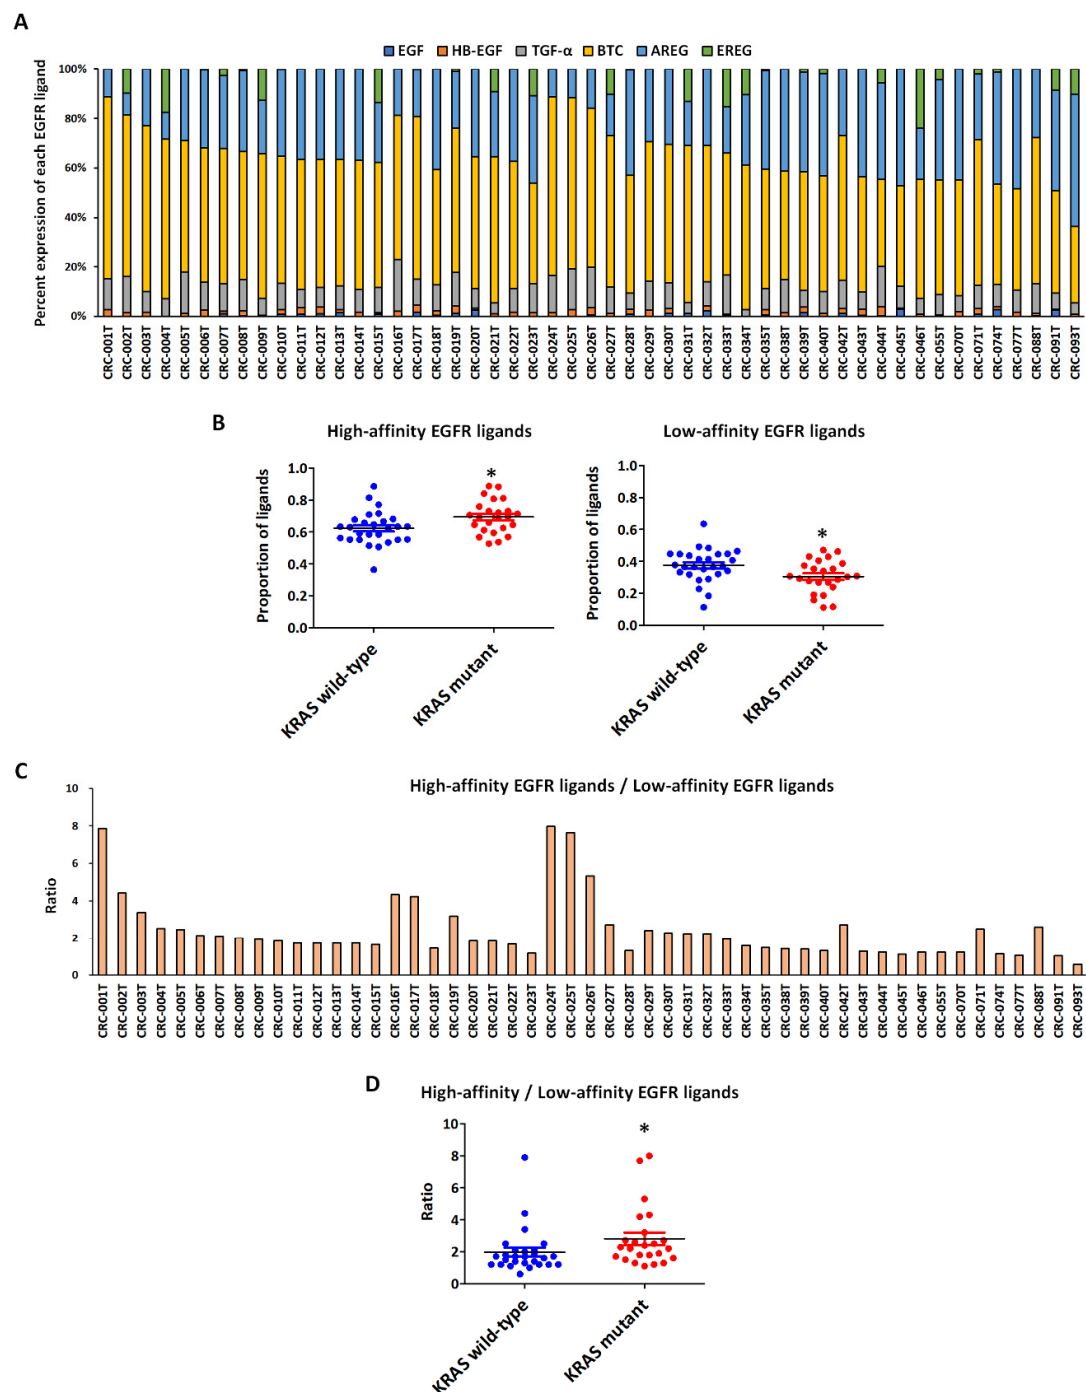 A
EGF HB-EGF TGF-α BTC AREG EREG
Percent expression of each EGFR ligand
100%
80%
60%
40%
20%
0%
CRC-001T CRC-002T CRC-003T CRC-004T CRC-005T CRC-006T CRC-007T CRC-008T CRC-009T CRC-010T CRC-011T CRC-012T CRC-013T CRC-014T CRC-015T CRC-016T CRC-017T CRC-018T CRC-019T CRC-020T CRC-021T CRC-022T CRC-023T CRC-024T CRC-025T CRC-026T CRC-027T CRC-028T CRC-029T CRC-030T CRC-031T CRC-032T CRC-033T CRC-034T CRC-035T CRC-038T CRC-039T CRC-040T CRC-042T CRC-043T CRC-044T CRC-045T CRC-046T CRC-055T CRC-070T CRC-071T CRC-074T CRC-077T CRC-088T CRC-091T CRC-093T
B
High-affinity EGFR ligands
Proportion of ligands
1.0
0.8
0.6
0.4
0.2
0.0
*
KRAS wild-type
KRAS mutant
Low-affinity EGFR ligands
Proportion of ligands
1.0
0.8
0.6
0.4
0.2
0.0
*
KRAS wild-type
KRAS mutant
C
High-affinity EGFR ligands / Low-affinity EGFR ligands
Ratio
10
8
6
4
2
0
CRC-001T CRC-002T CRC-003T CRC-004T CRC-005T CRC-006T CRC-007T CRC-008T CRC-009T CRC-010T CRC-011T CRC-012T CRC-013T CRC-014T CRC-015T CRC-016T CRC-017T CRC-018T CRC-019T CRC-020T CRC-021T CRC-022T CRC-023T CRC-024T CRC-025T CRC-026T CRC-027T CRC-028T CRC-029T CRC-030T CRC-031T CRC-032T CRC-033T CRC-034T CRC-035T CRC-038T CRC-039T CRC-040T CRC-042T CRC-043T CRC-044T CRC-045T CRC-046T CRC-055T CRC-070T CRC-071T CRC-074T CRC-077T CRC-088T CRC-091T CRC-093T
D
High-affinity / Low-affinity EGFR ligands
Ratio
10
8
6
4
2
0
*
KRAS wild-type
KRAS mutant